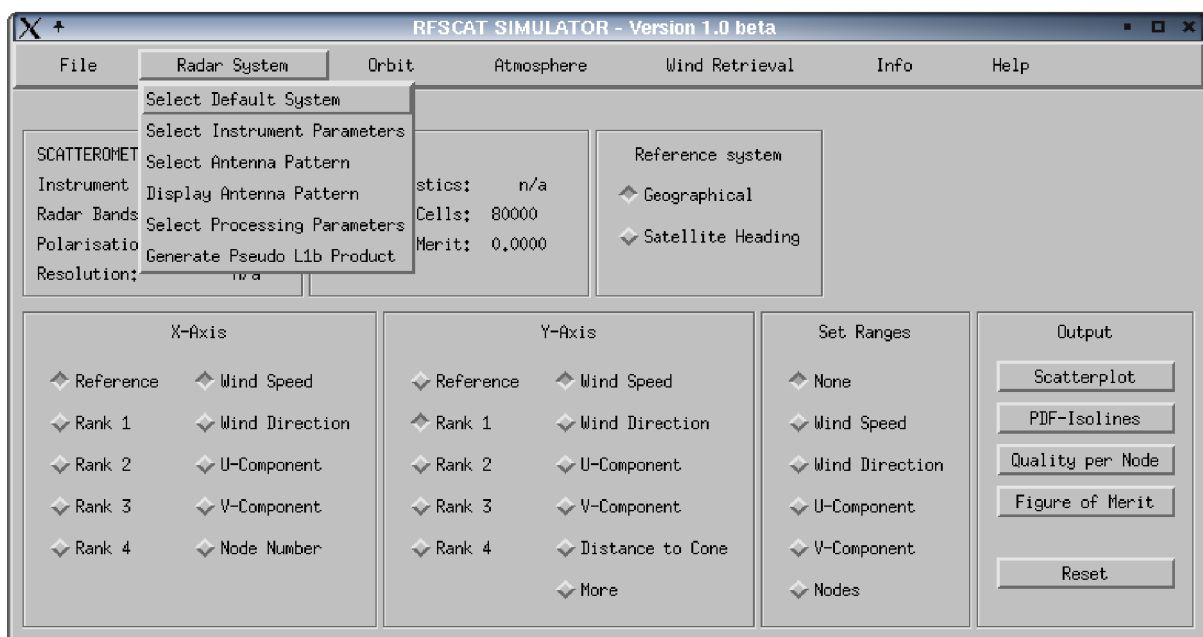 RFSCAT SIMULATOR - Version 1.0 beta
File Radar System Orbit Atmosphere Wind Retrieval Info Help
Select Default System
Select Instrument Parameters
Select Antenna Pattern
Display Antenna Pattern
Select Processing Parameters
Generate Pseudo L1b Product
Instrument
Radar Bands
Resolution:
n/a
Cells: 80000
Merit: 0.0000
Reference system
Geographical
Satellite Heading
X-Axis
Reference Wind Speed
Rank 1 Wind Direction
Rank 2 U-Component
Rank 3 V-Component
Rank 4 Node Number
Y-Axis
Reference Wind Speed
Rank 1 Wind Direction
Rank 2 U-Component
Rank 3 V-Component
Rank 4 Distance to Cone
More
Set Ranges
None
Wind Speed
Wind Direction
U-Component
V-Component
Nodes
Output
Scatterplot
PDF-Isolines
Quality per Node
Figure of Merit
Reset